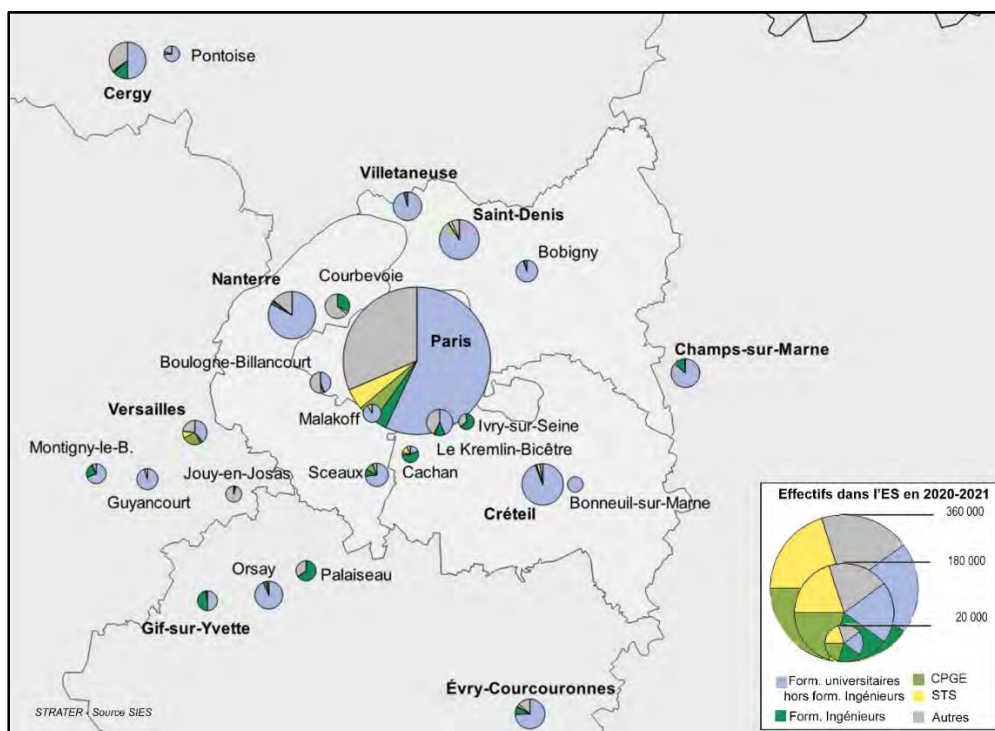 Pontoise
Cergy
Villetaneuse
Saint-Denis
Bobigny
Nanterre
Courbevoie
Paris
Champs-sur-Marne
Boulogne-Billancourt
Malakoff
Ivry-sur-Seine
Versailles
Le Kremlin-Bicêtre
Montigny-le-B.
Jouy-en-Josas
Sceaux
Cachan
Guyancourt
Créteil
Bonneuil-sur-Marne
Orsay
Palaiseau
Gif-sur-Yvette
Évry-Courcouronnes
STRATER - Source SIES
Effectifs dans l'ES en 2020-2021
360 000
180 000
20 000
Form. universitaires
hors form. Ingénieurs
Form. Ingénieurs
CPGE
STS
Autres